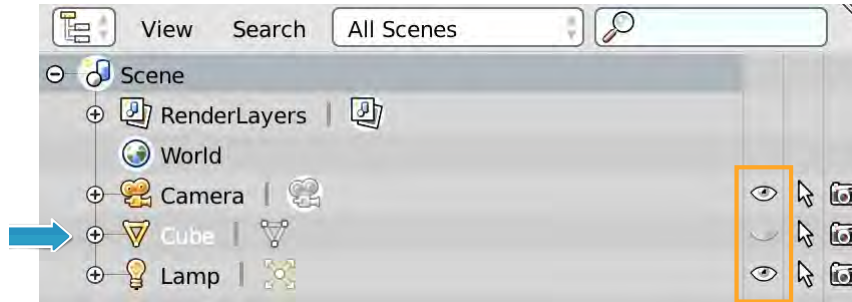 View Search All Scenes
Scene
RenderLayers
World
Camera
Cube
Lamp